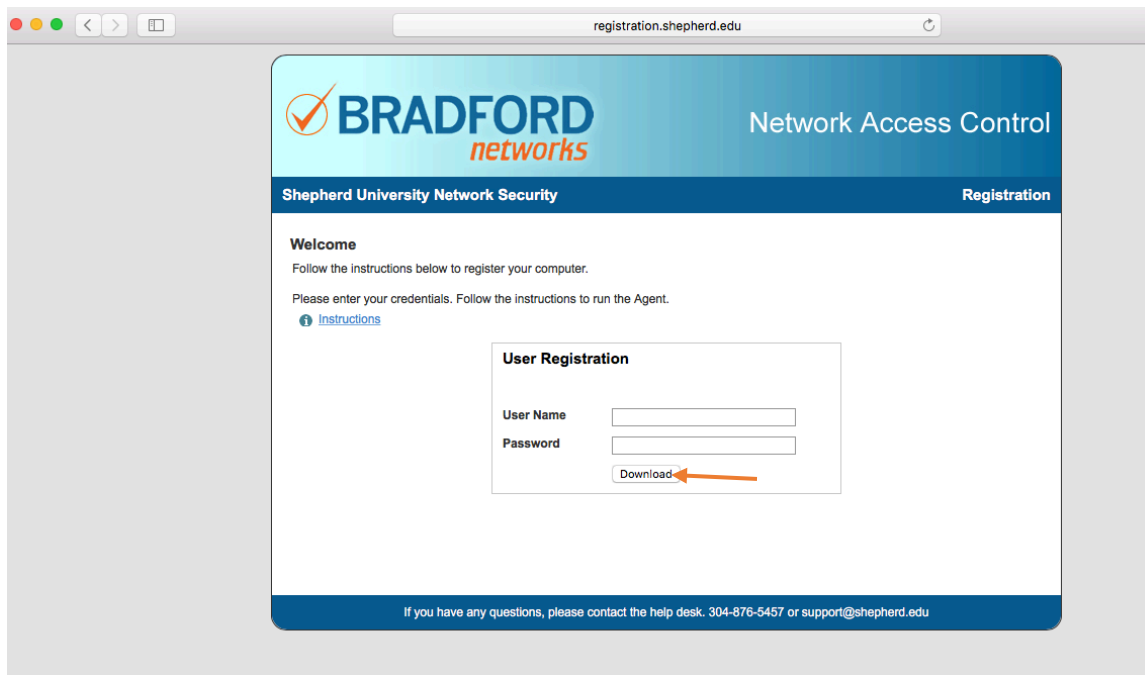 registration.shepherd.edu
BRADFORD
networks
Network Access Control
Shepherd University Network Security
Registration
Welcome
Follow the instructions below to register your computer.
Please enter your credentials. Follow the instructions to run the Agent.
Instructions
User Registration
User Name
Password
Download
If you have any questions, please contact the help desk. 304-876-5457 or support@shepherd.edu